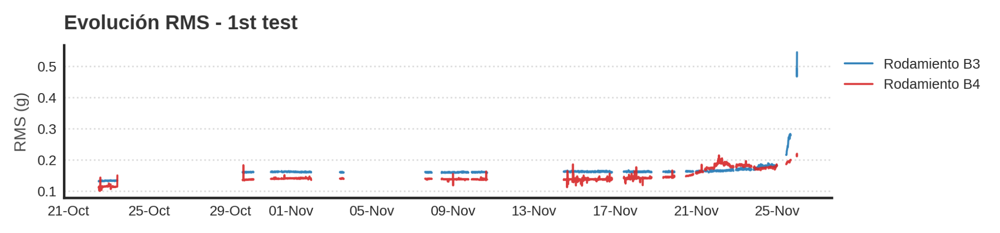 Evolución RMS - 1st test
RMS (g)
0.5
0.4
0.3
0.2
0.1
21-Oct
25-Oct
29-Oct
01-Nov
05-Nov
09-Nov
13-Nov
17-Nov
21-Nov
25-Nov
Rodamiento B3
Rodamiento B4